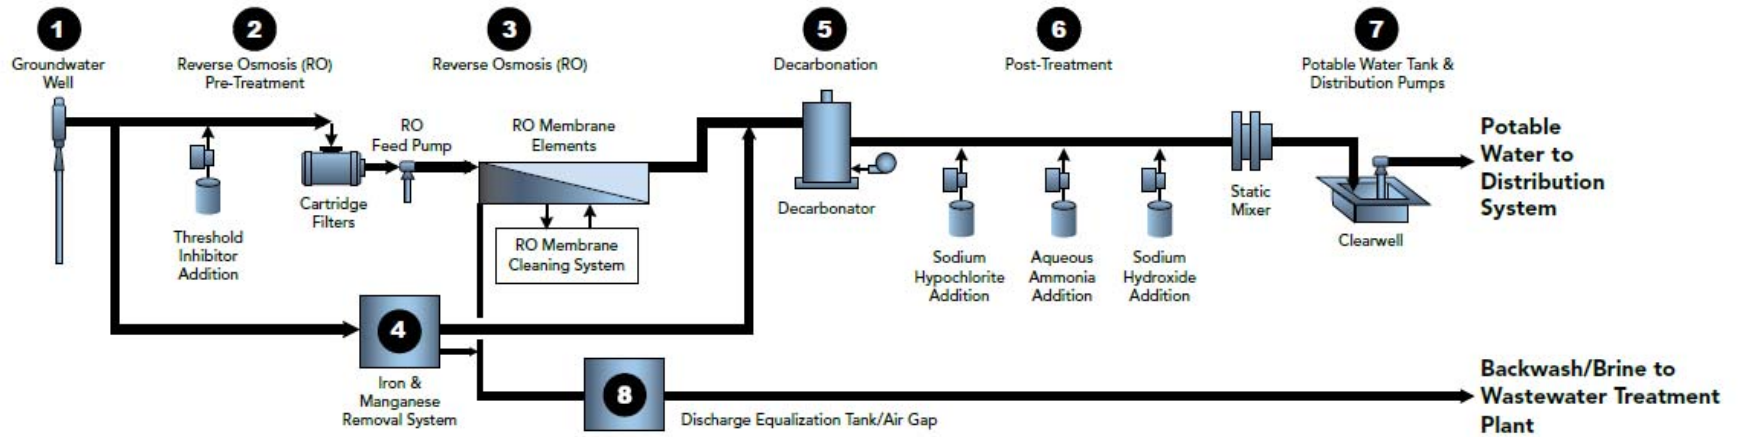 1
Groundwater
Well
2
Reverse Osmosis (RO)
Pre-Treatment
3
Reverse Osmosis (RO)
5
Decarbonation
6
Post-Treatment
7
Potable Water Tank &
Distribution Pumps
RO
Feed Pump
RO Membrane
Elements
Cartridge
Filters
Threshold
Inhibitor
Addition
RO Membrane
Cleaning System
Decarbonator
Sodium
Hypochlorite
Addition
Aqueous
Ammonia
Addition
Sodium
Hydroxide
Addition
Static
Mixer
Clearwell
Potable
Water to
Distribution
System
4
Iron &
Manganese
Removal System
8
Discharge Equalization Tank/Air Gap
Backwash/Brine to
Wastewater Treatment
Plant